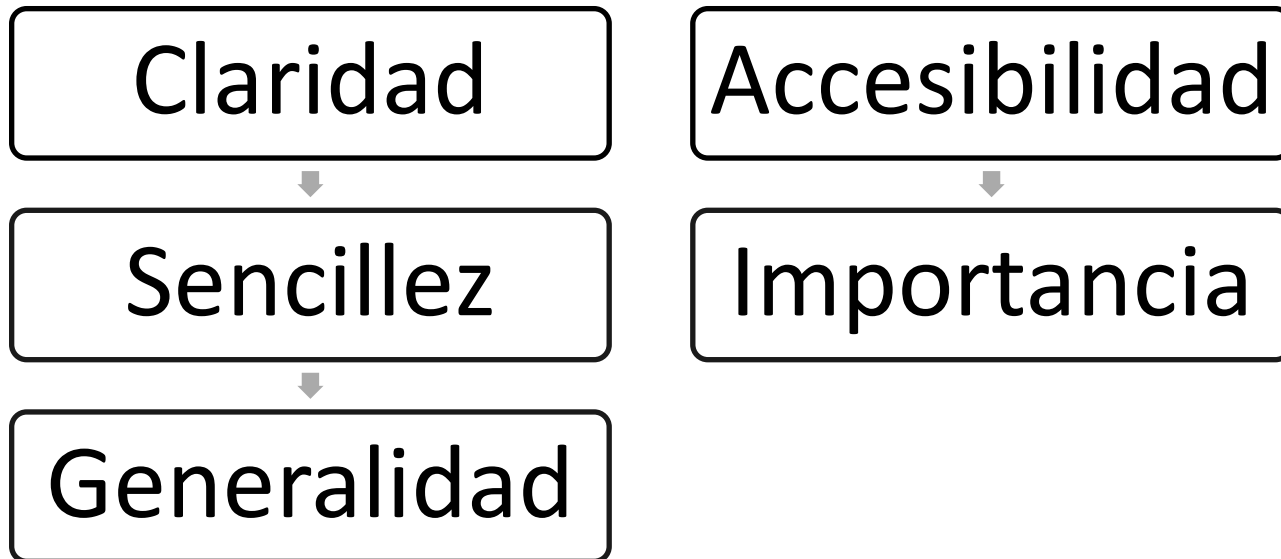 Claridad
Sencillez
Generalidad
Accesibilidad
Importancia